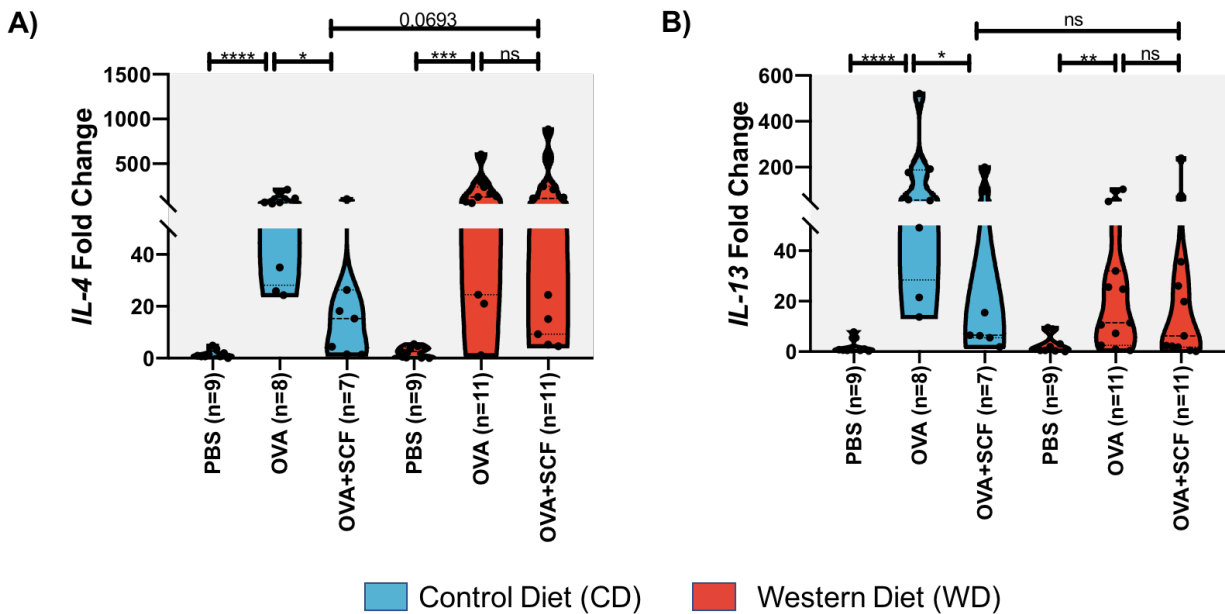 A)
0.0693
**** * *** ns
1500
1000
500
40
20
0
IL-4 Fold Change
PBS (n=9)
OVA (n=8)
OVA+SCF (n=7)
PBS (n=9)
OVA (n=11)
OVA+SCF (n=11)
B)
ns
**** * ** ns
600
400
200
40
20
0
IL-13 Fold Change
PBS (n=9)
OVA (n=8)
OVA+SCF (n=7)
PBS (n=9)
OVA (n=11)
OVA+SCF (n=11)
Control Diet (CD)
Western Diet (WD)